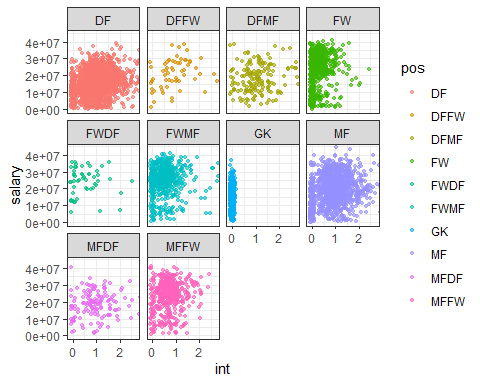 DF DFFW DFMF FW
4e+07
3e+07
2e+07
1e+07
0e+00
FWDF FWMF GK MF
4e+07
3e+07
2e+07
1e+07
0e+00
MFDF MFFW
4e+07
3e+07
2e+07
1e+07
0e+00
0 1 2 0 1 2
0 1 2 0 1 2
salary
int
pos
DF
DFFW
DFMF
FW
FWDF
FWMF
GK
MF
MFDF
MFFW